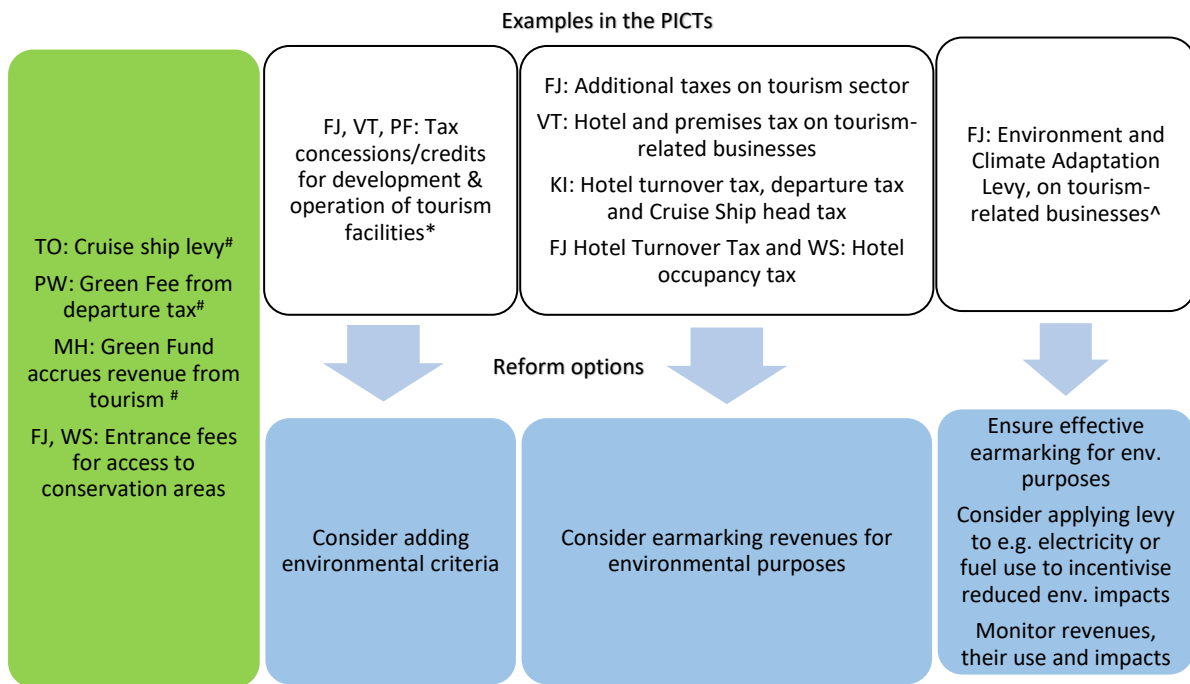 Examples in the PICTs
TO: Cruise ship levy#
PW: Green Fee from
departure tax#
MH: Green Fund
accrues revenue from
tourism #
FJ, WS: Entrance fees
for access to
conservation areas
FJ, VT, PF: Tax
concessions/credits
for development &
operation of tourism
facilities*
FJ: Additional taxes on tourism sector
VT: Hotel and premises tax on tourism-
related businesses
KI: Hotel turnover tax, departure tax
and Cruise Ship head tax
FJ Hotel Turnover Tax and WS: Hotel
occupancy tax
FJ: Environment and
Climate Adaptation
Levy, on tourism-
related businesses^
Reform options
Consider adding
environmental criteria
Consider earmarking revenues for
environmental purposes
Ensure effective
earmarking for env.
purposes
Consider applying levy
to e.g. electricity or
fuel use to incentivise
reduced env. impacts
Monitor revenues,
their use and impacts